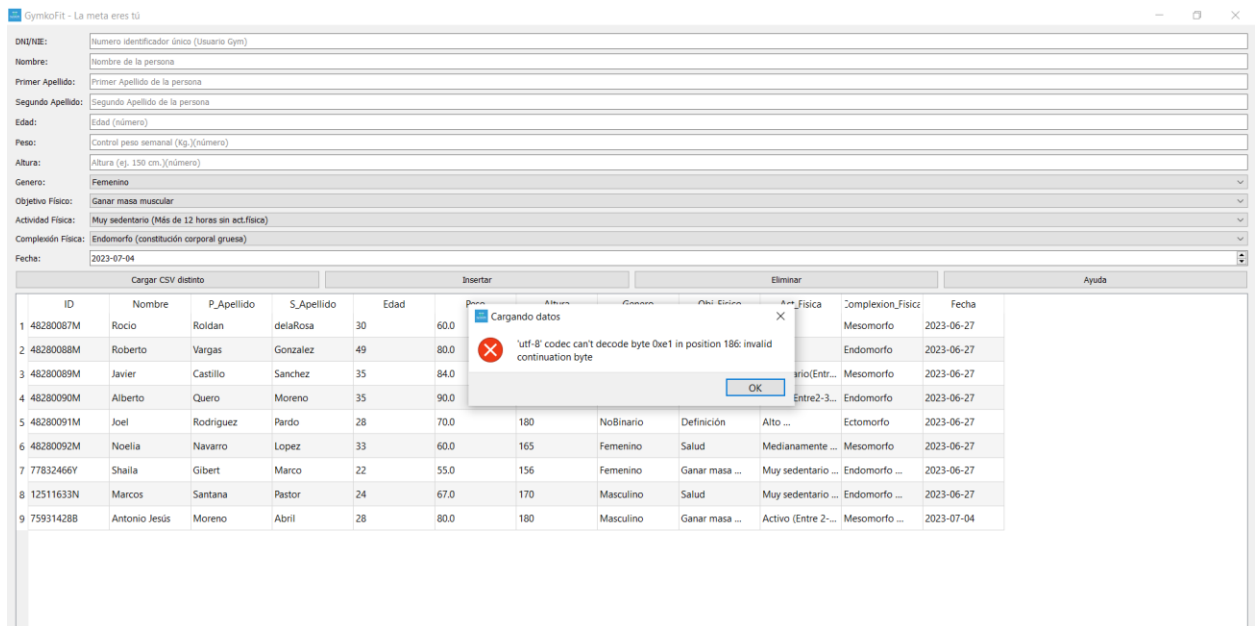 GymkoFit - La meta eres tú
DNI/NIE: Numero identificador único (Usuario Gym)
Nombre: Nombre de la persona
Primer Apellido: Primer Apellido de la persona
Segundo Apellido: Segundo Apellido de la persona
Edad: Edad (número)
Peso: Control peso semanal (Kg.)(número)
Altura: Altura (ej. 150 cm.)(número)
Genero: Femenino
Objetivo Físico: Ganar masa muscular
Actividad Física: Muy sedentario (Más de 12 horas sin act.física)
Complexión Física: Endomorfo (constitución corporal gruesa)
Fecha: 2023-07-04
Cargar CSV distinto Insertar Eliminar Ayuda
ID Nombre P_Apellido S_Apellido Edad Peso Altura Genero Obj_Fisico Act_Fisica Complexion_Fisica Fecha
1 48280087M Rocio Roldan delaRosa 30 60.0 Mesomorfo 2023-06-27
2 48280088M Roberto Vargas Gonzalez 49 80.0 Endomorfo 2023-06-27
3 48280089M Javier Castillo Sanchez 35 84.0 ario(Entr... Mesomorfo 2023-06-27
4 48280090M Alberto Quero Moreno 35 90.0 Entre2-3... Endomorfo 2023-06-27
5 48280091M Joel Rodriguez Pardo 28 70.0 180 NoBinario Definición Alto ... Ectomorfo 2023-06-27
6 48280092M Noelia Navarro Lopez 33 60.0 165 Femenino Salud Medianamente ... Mesomorfo 2023-06-27
7 77832466Y Shaila Gibert Marco 22 55.0 156 Femenino Ganar masa ... Muy sedentario ... Endomorfo ... 2023-06-27
8 12511633N Marcos Santana Pastor 24 67.0 170 Masculino Salud Muy sedentario ... Endomorfo ... 2023-06-27
9 75931428B Antonio Jesús Moreno Abril 28 80.0 180 Masculino Ganar masa ... Activo (Entre 2-... Mesomorfo ... 2023-07-04
Cargando datos
'utf-8' codec can't decode byte 0xe1 in position 186: invalid
continuation byte
OK